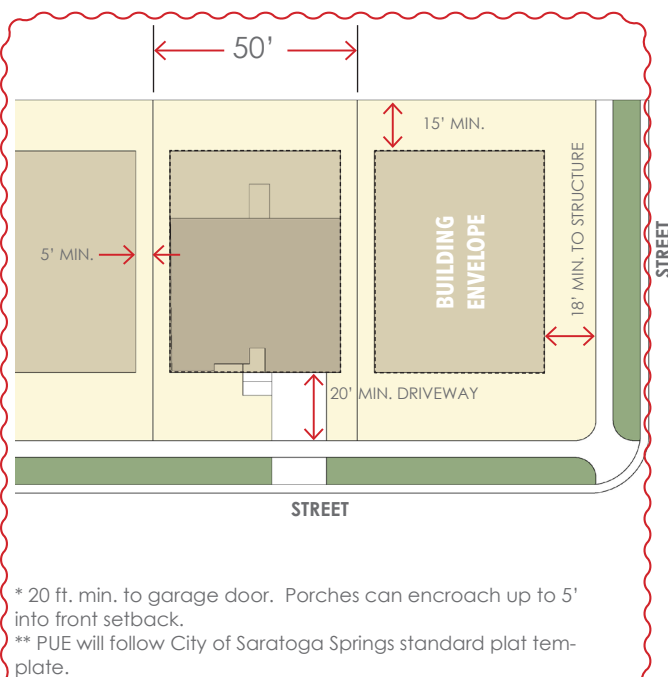 50’
15’ MIN.
18’ MIN. TO STRUCTURE
STREET
5’ MIN.
BUILDING
ENVELOPE
20’ MIN. DRIVEWAY
STREET
* 20 ft. min. to garage door.  Porches can encroach up to 5’
into front setback.
** PUE will follow City of Saratoga Springs standard plat tem-
plate.